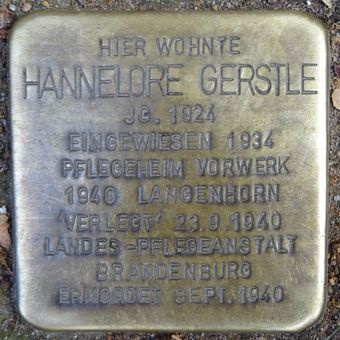 HIER WOHNTE
HANNELORE GERSTLE
JG. 1924
EINGEWIESEN 1934
PFLEGEHEIM VORWERK
1940 LANGENHORN
'VERLEGT' 23.9.1940
LANDES-PFLEGEANSTALT
BRANDENBURG
ERMORDET SEPT. 1940